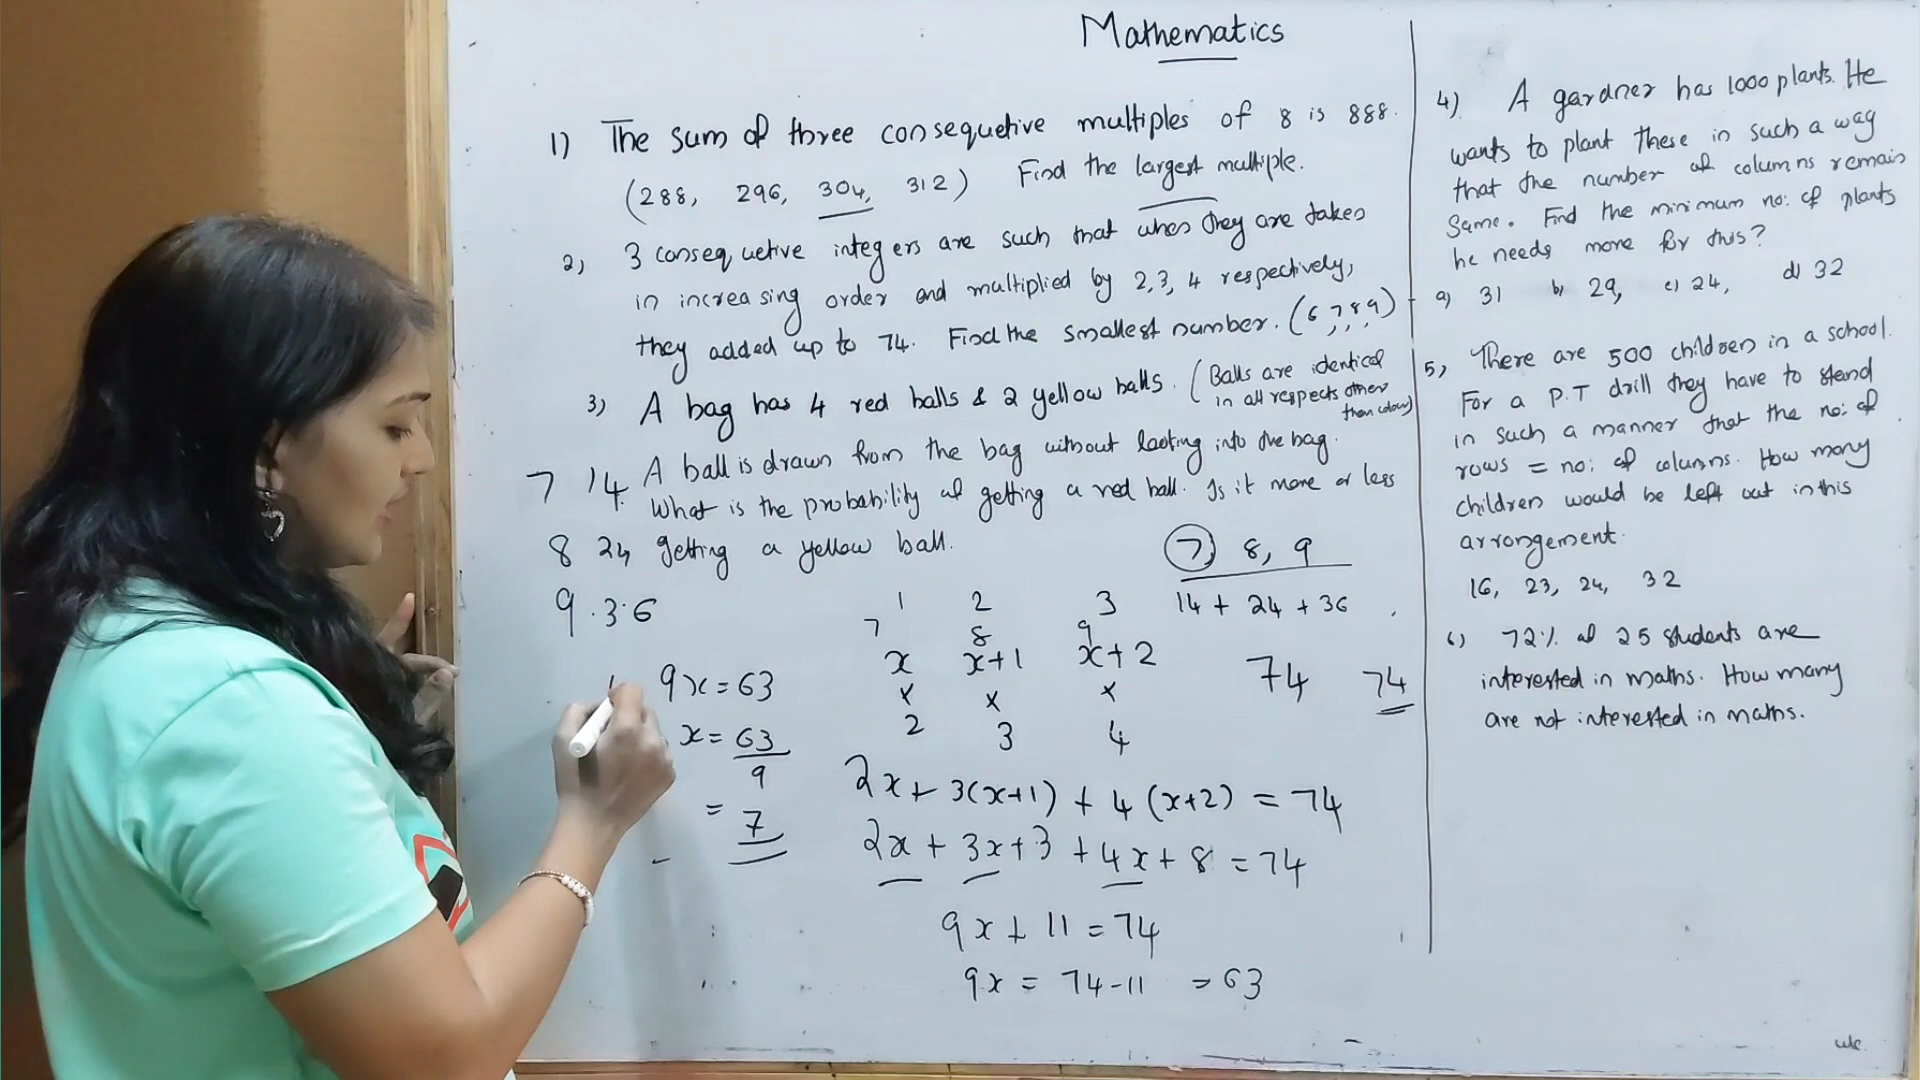 Mathematics
1) The sum of three consequetive multiples of 8 is 888.
(288, 296, 304, 312) Find the largest multiple.
2, 3 consequetive integers are such that when they are taken
in increasing order and multiplied by 2, 3, 4 respectively,
they added up to 74. Find the smallest number. (6, 7, 8, 9)
3) A bag has 4 red balls & 2 yellow balls. (Balls are identical
in all respects other
than colour)
A ball is drawn from the bag without looking into the bag.
What is the probability of getting a red ball. Is it more or less
getting a yellow ball.
7 14
8 24
9 . 3 . 6
7, 8, 9
14 + 24 + 36
74 74
1 2 3
7 8 9
x x+1 x+2
× × ×
2 3 4
2x + 3(x+1) + 4(x+2) = 74
2x + 3x+3 + 4x + 8 = 74
9x + 11 = 74
9x = 74-11 = 63
9x = 63
x = 63
9
= 7
4) A gardner has 1000 plants. He
wants to plant these in such a way
that the number of columns remain
same. Find the minimum no: of plants
he needs more for this?
a) 31 b, 29, c) 24, d) 32
5, There are 500 children in a school.
For a P.T drill they have to stand
in such a manner that the no: of
rows = no: of columns. How many
children would be left out in this
arrangement.
16, 23, 24, 32
6) 72% of 25 students are
interested in maths. How many
are not interested in maths.